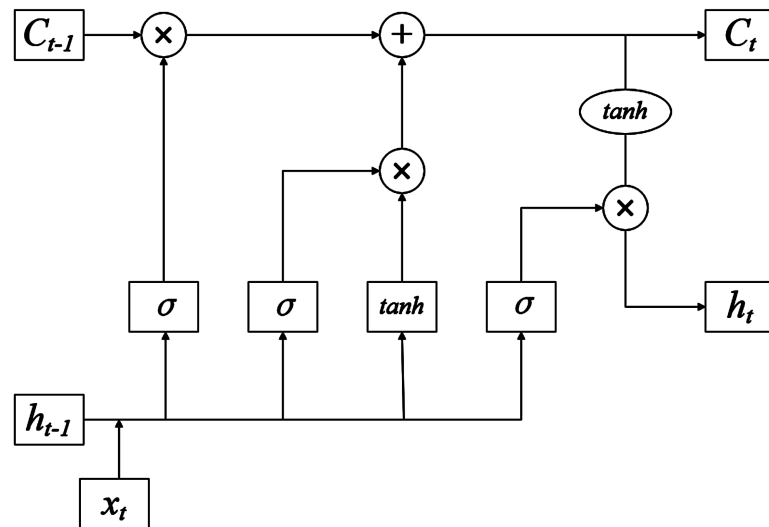 C_{t-1} × + C_t
tanh
×
×
σ σ tanh σ h_t
h_{t-1}
x_t